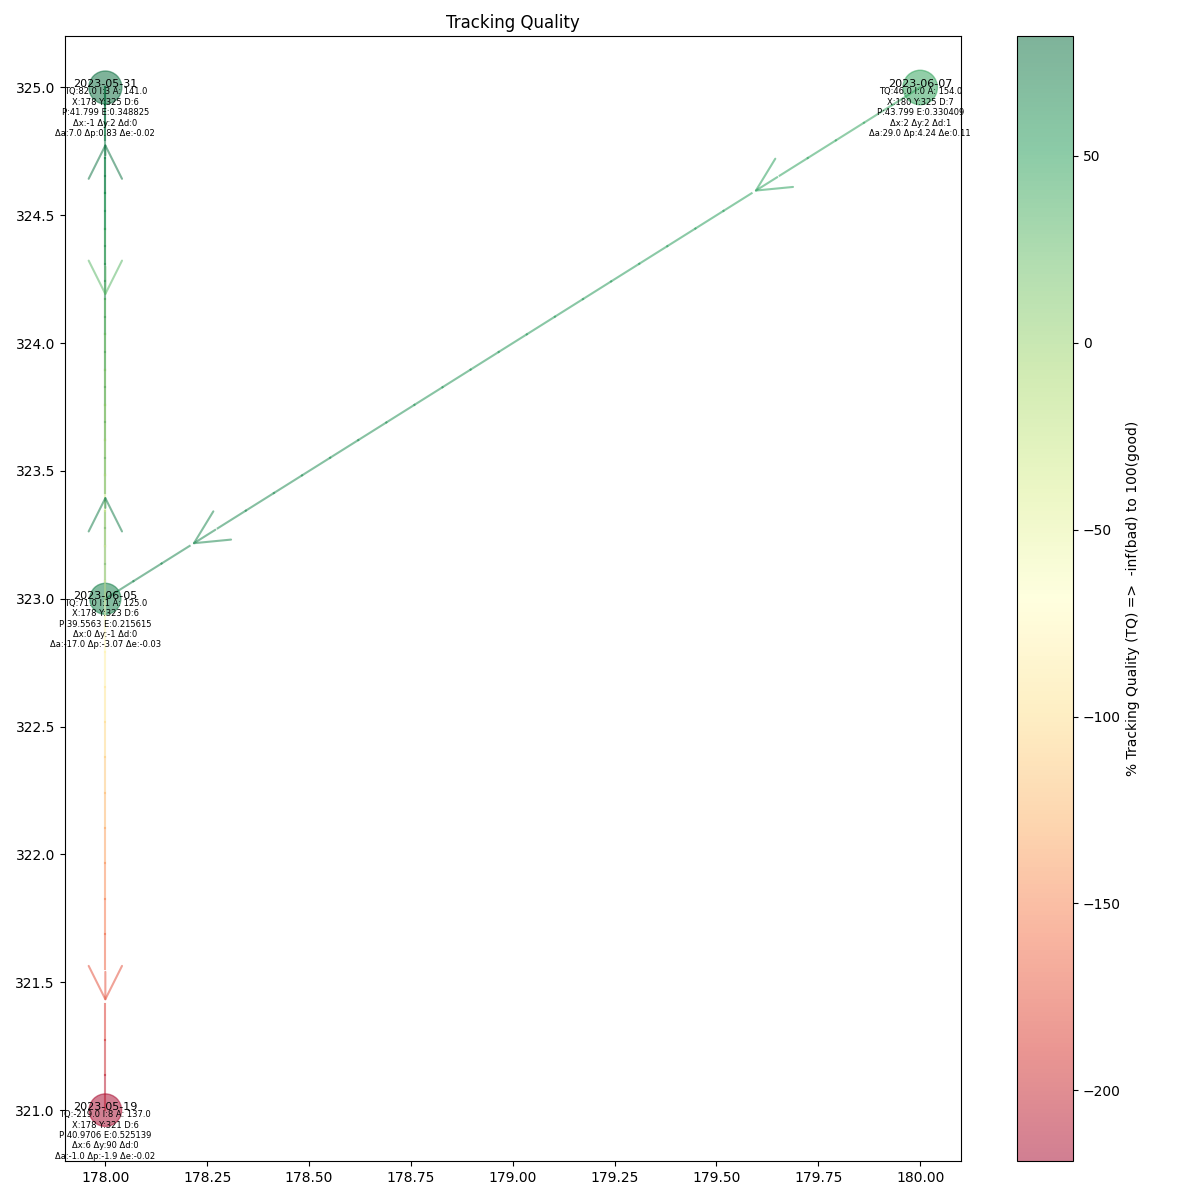 Tracking Quality
2023-05-31
TQ:82.0 I:3 A: 141.0
X:178 Y:325 D:6
P:41.799 E:0.348825
Δx:-1 Δy:2 Δd:0
Δa:7.0 Δp:0.83 Δe:-0.02
2023-06-07
TQ:46.0 I:0 A: 154.0
X:180 Y:325 D:7
P:43.799 E:0.330409
Δx:2 Δy:2 Δd:1
Δa:29.0 Δp:4.24 Δe:0.11
2023-06-05
TQ:71.0 I:1 A: 125.0
X:178 Y:323 D:6
P:39.5563 E:0.215615
Δx:0 Δy:-1 Δd:0
Δa:-17.0 Δp:-3.07 Δe:-0.03
2023-05-19
TQ:-219.0 I:8 A: 137.0
X:178 Y:321 D:6
P:40.9706 E:0.525139
Δx:6 Δy:90 Δd:0
Δa:-1.0 Δp:-1.9 Δe:-0.02
325.0
324.5
324.0
323.5
323.0
322.5
322.0
321.5
321.0
178.00 178.25 178.50 178.75 179.00 179.25 179.50 179.75 180.00
50
0
−50
−100
−150
−200
% Tracking Quality (TQ) => -inf(bad) to 100(good)